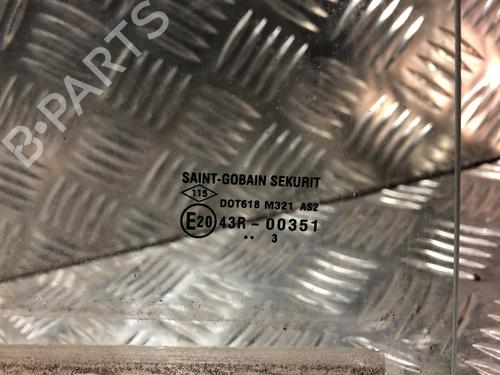 B-PARTS
SAINT-GOBAIN SEKURIT
115
DOT618 M321 AS2
E20 43R-00351
.. 3